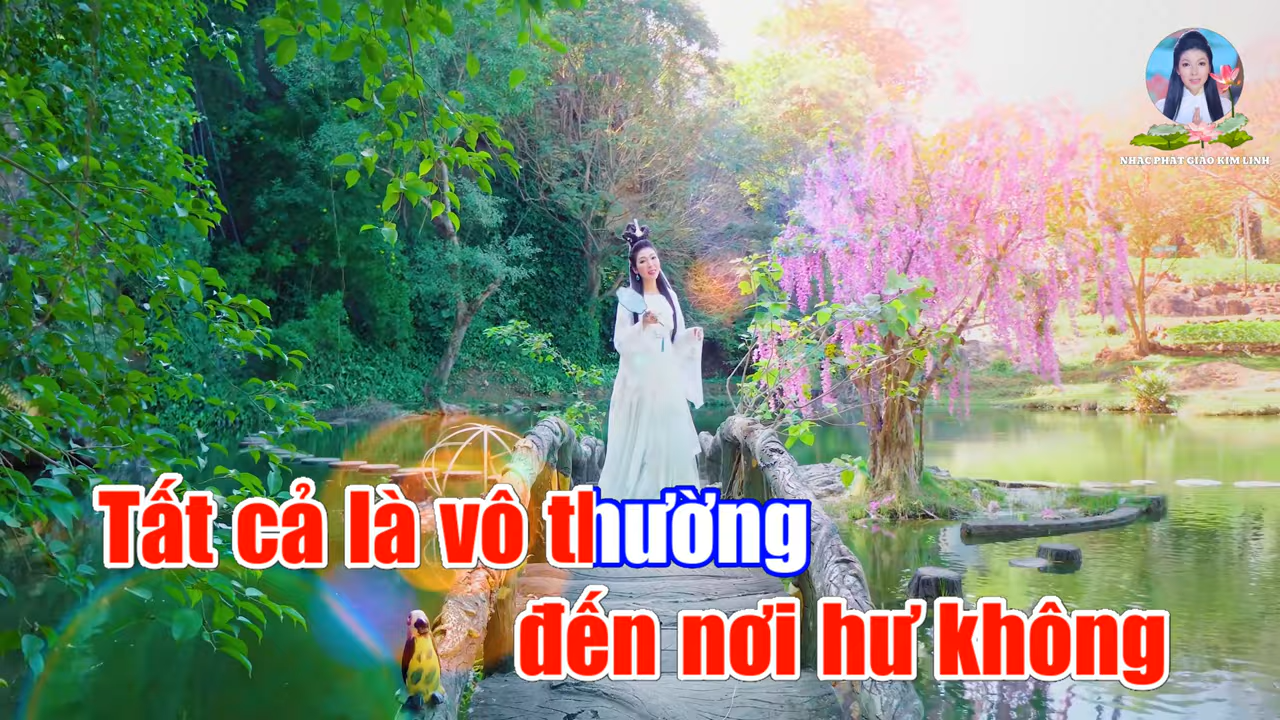 NHẠC PHẬT GIÁO KIM LINH
Tất cả là vô thường
đến nơi hư không